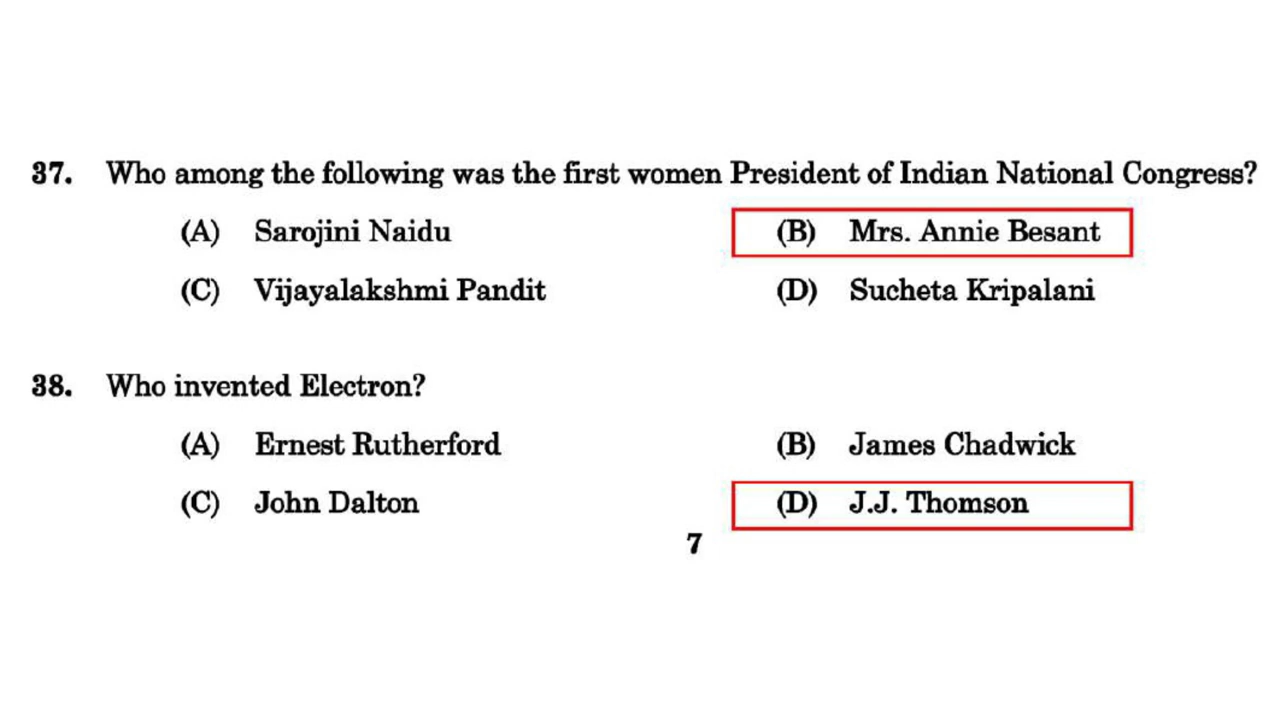 37. Who among the following was the first women President of Indian National Congress?
(A) Sarojini Naidu (B) Mrs. Annie Besant
(C) Vijayalakshmi Pandit (D) Sucheta Kripalani
38. Who invented Electron?
(A) Ernest Rutherford (B) James Chadwick
(C) John Dalton (D) J.J. Thomson
7